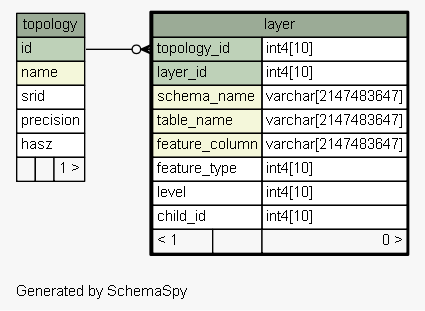 topology
id
name
srid
precision
hasz
1 >
layer
topology_id int4[10]
layer_id int4[10]
schema_name varchar[2147483647]
table_name varchar[2147483647]
feature_column varchar[2147483647]
feature_type int4[10]
level int4[10]
child_id int4[10]
< 1 0 >
Generated by SchemaSpy